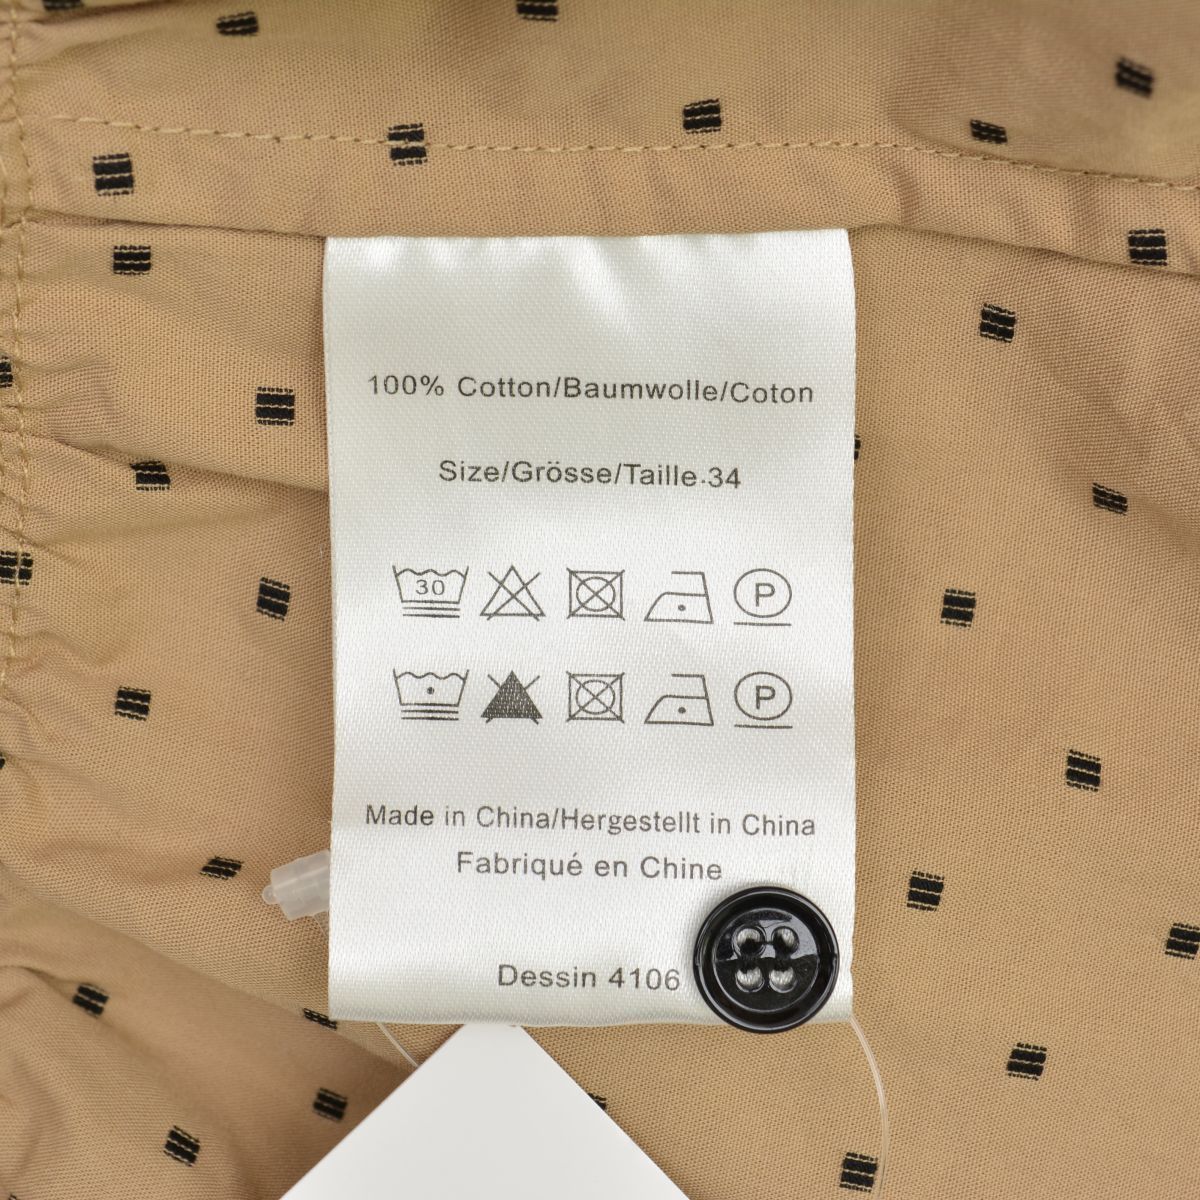 100% Cotton/Baumwolle/Coton
Size/Grösse/Taille.34
30 P
P
Made in China/Hergestellt in China
Fabriqué en Chine
Dessin 4106